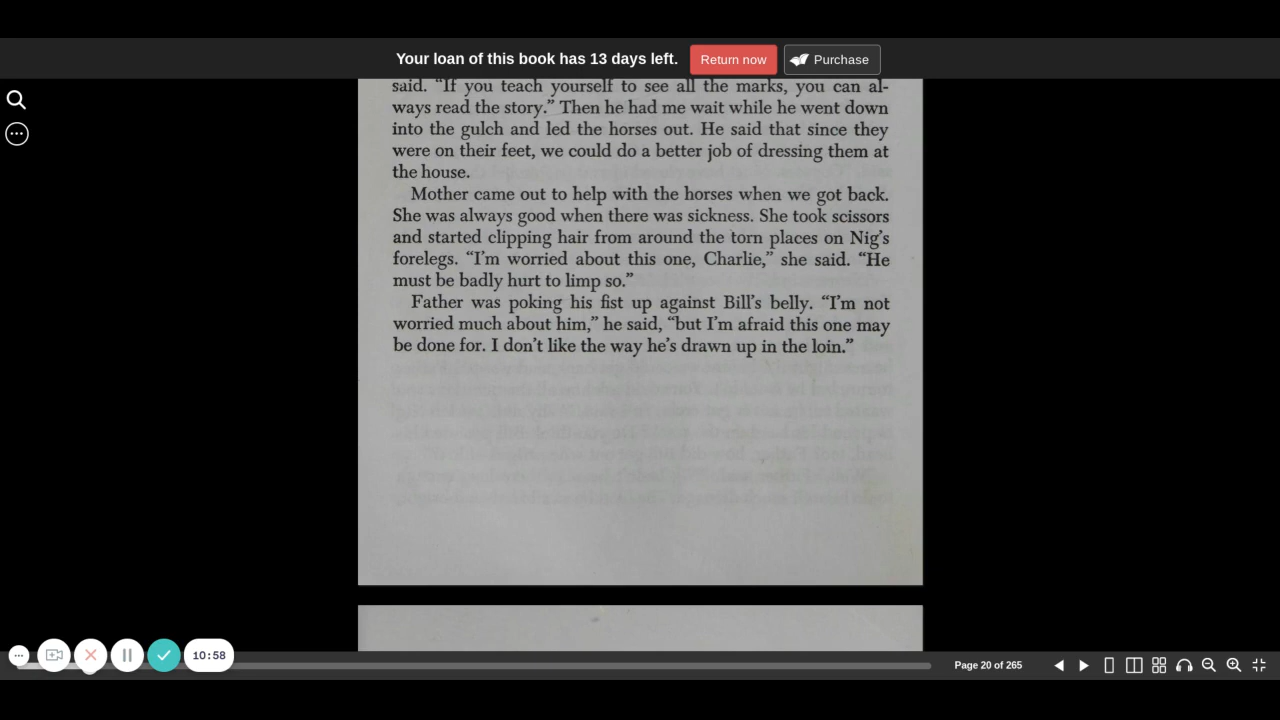 Your loan of this book has 13 days left.
Return now
Purchase
said. “If you teach yourself to see all the marks, you can al-
ways read the story.” Then he had me wait while he went down
into the gulch and led the horses out. He said that since they
were on their feet, we could do a better job of dressing them at
the house.
Mother came out to help with the horses when we got back.
She was always good when there was sickness. She took scissors
and started clipping hair from around the torn places on Nig’s
forelegs. “I’m worried about this one, Charlie,” she said. “He
must be badly hurt to limp so.”
Father was poking his fist up against Bill’s belly. “I’m not
worried much about him,” he said, “but I’m afraid this one may
be done for. I don’t like the way he’s drawn up in the loin.”
10:58
Page 20 of 265